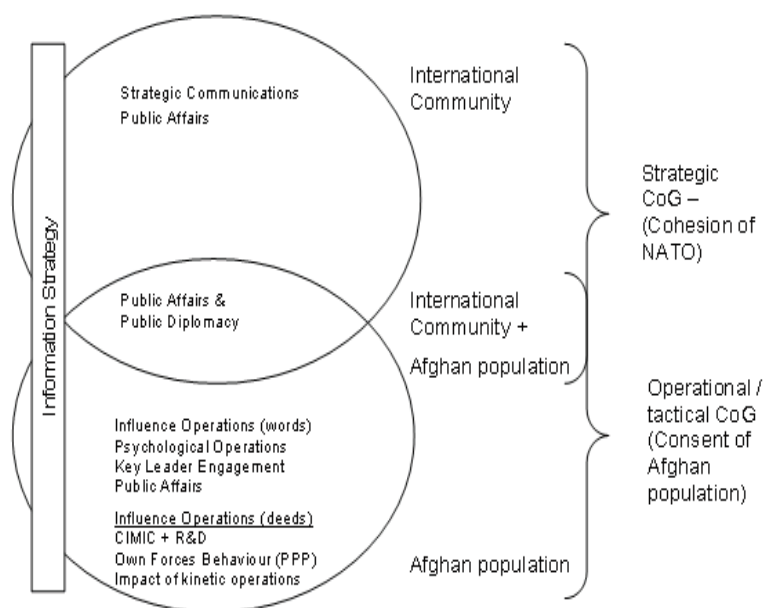 Information Strategy
Strategic Communications
Public Affairs
International
Community
Strategic
CoG –
(Cohesion of
NATO)
Public Affairs &
Public Diplomacy
International
Community +
Afghan population
Operational /
tactical CoG
(Consent of
Afghan
population)
Influence Operations (words)
Psychological Operations
Key Leader Engagement
Public Affairs
Influence Operations (deeds)
CIMIC + R&D
Own Forces Behaviour (PPP)
Impact of kinetic operations
Afghan population